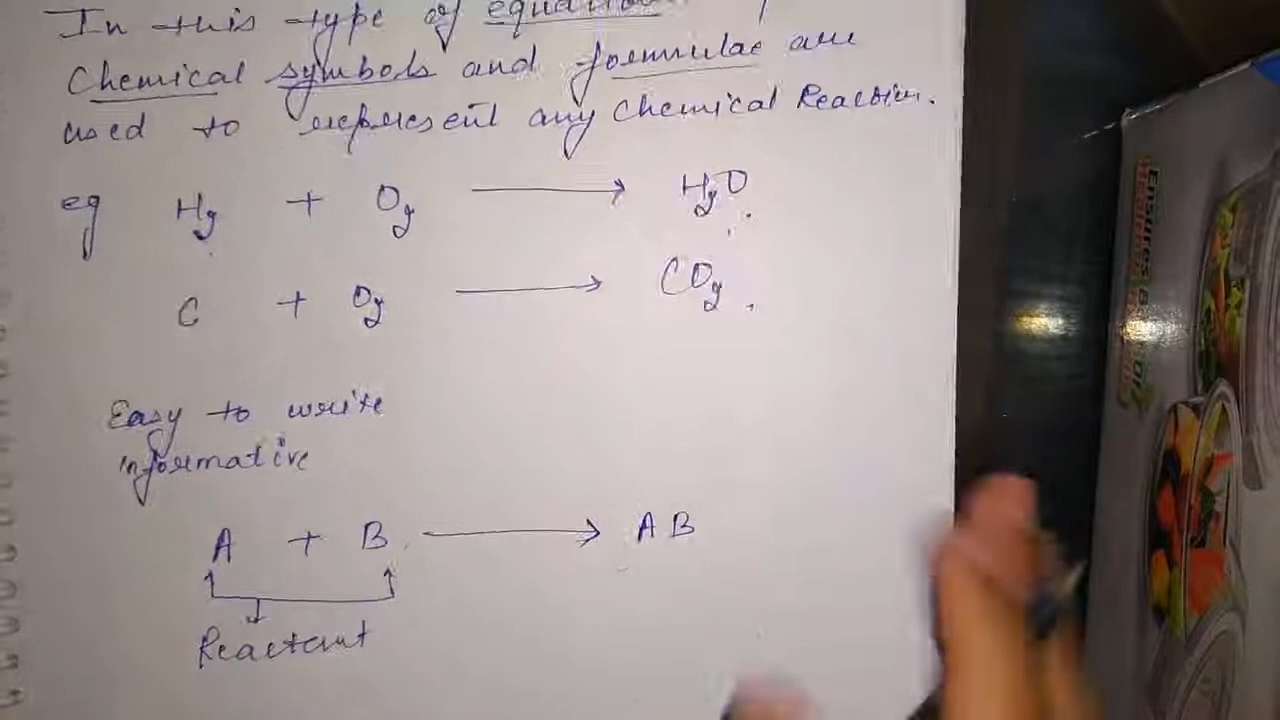 In this type of equation
Chemical symbols and formulae are
used to represent any Chemical Reaction.
eg H₂ + O₂ → H₂O
C + O₂ → CO₂
Easy to write
informative
A + B → AB
Reactant
Ensures